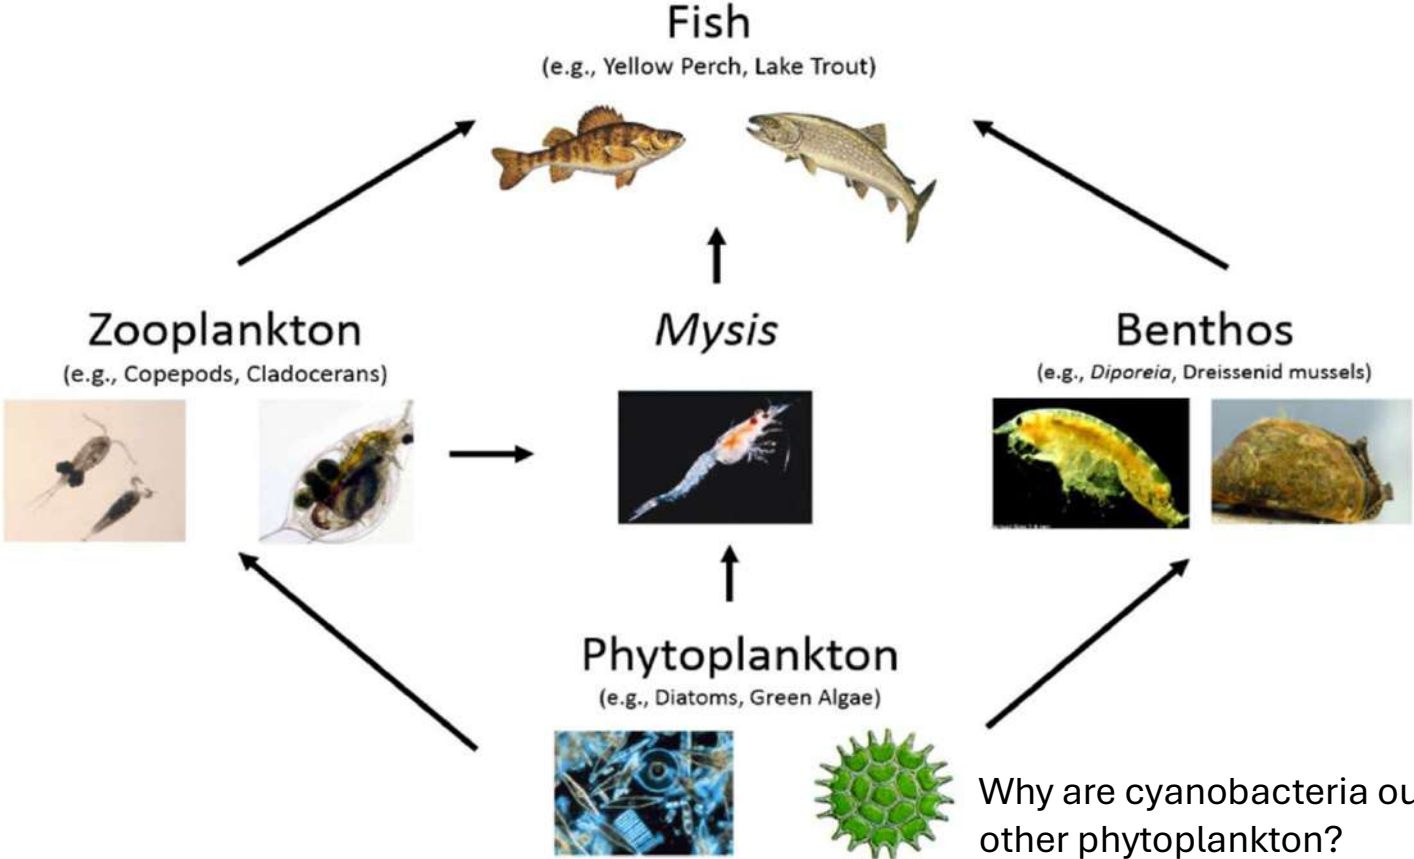 Fish
(e.g., Yellow Perch, Lake Trout)
Zooplankton
(e.g., Copepods, Cladocerans)
Mysis
Benthos
(e.g., Diporeia, Dreissenid mussels)
Phytoplankton
(e.g., Diatoms, Green Algae)
Why are cyanobacteria
other phytoplankton?